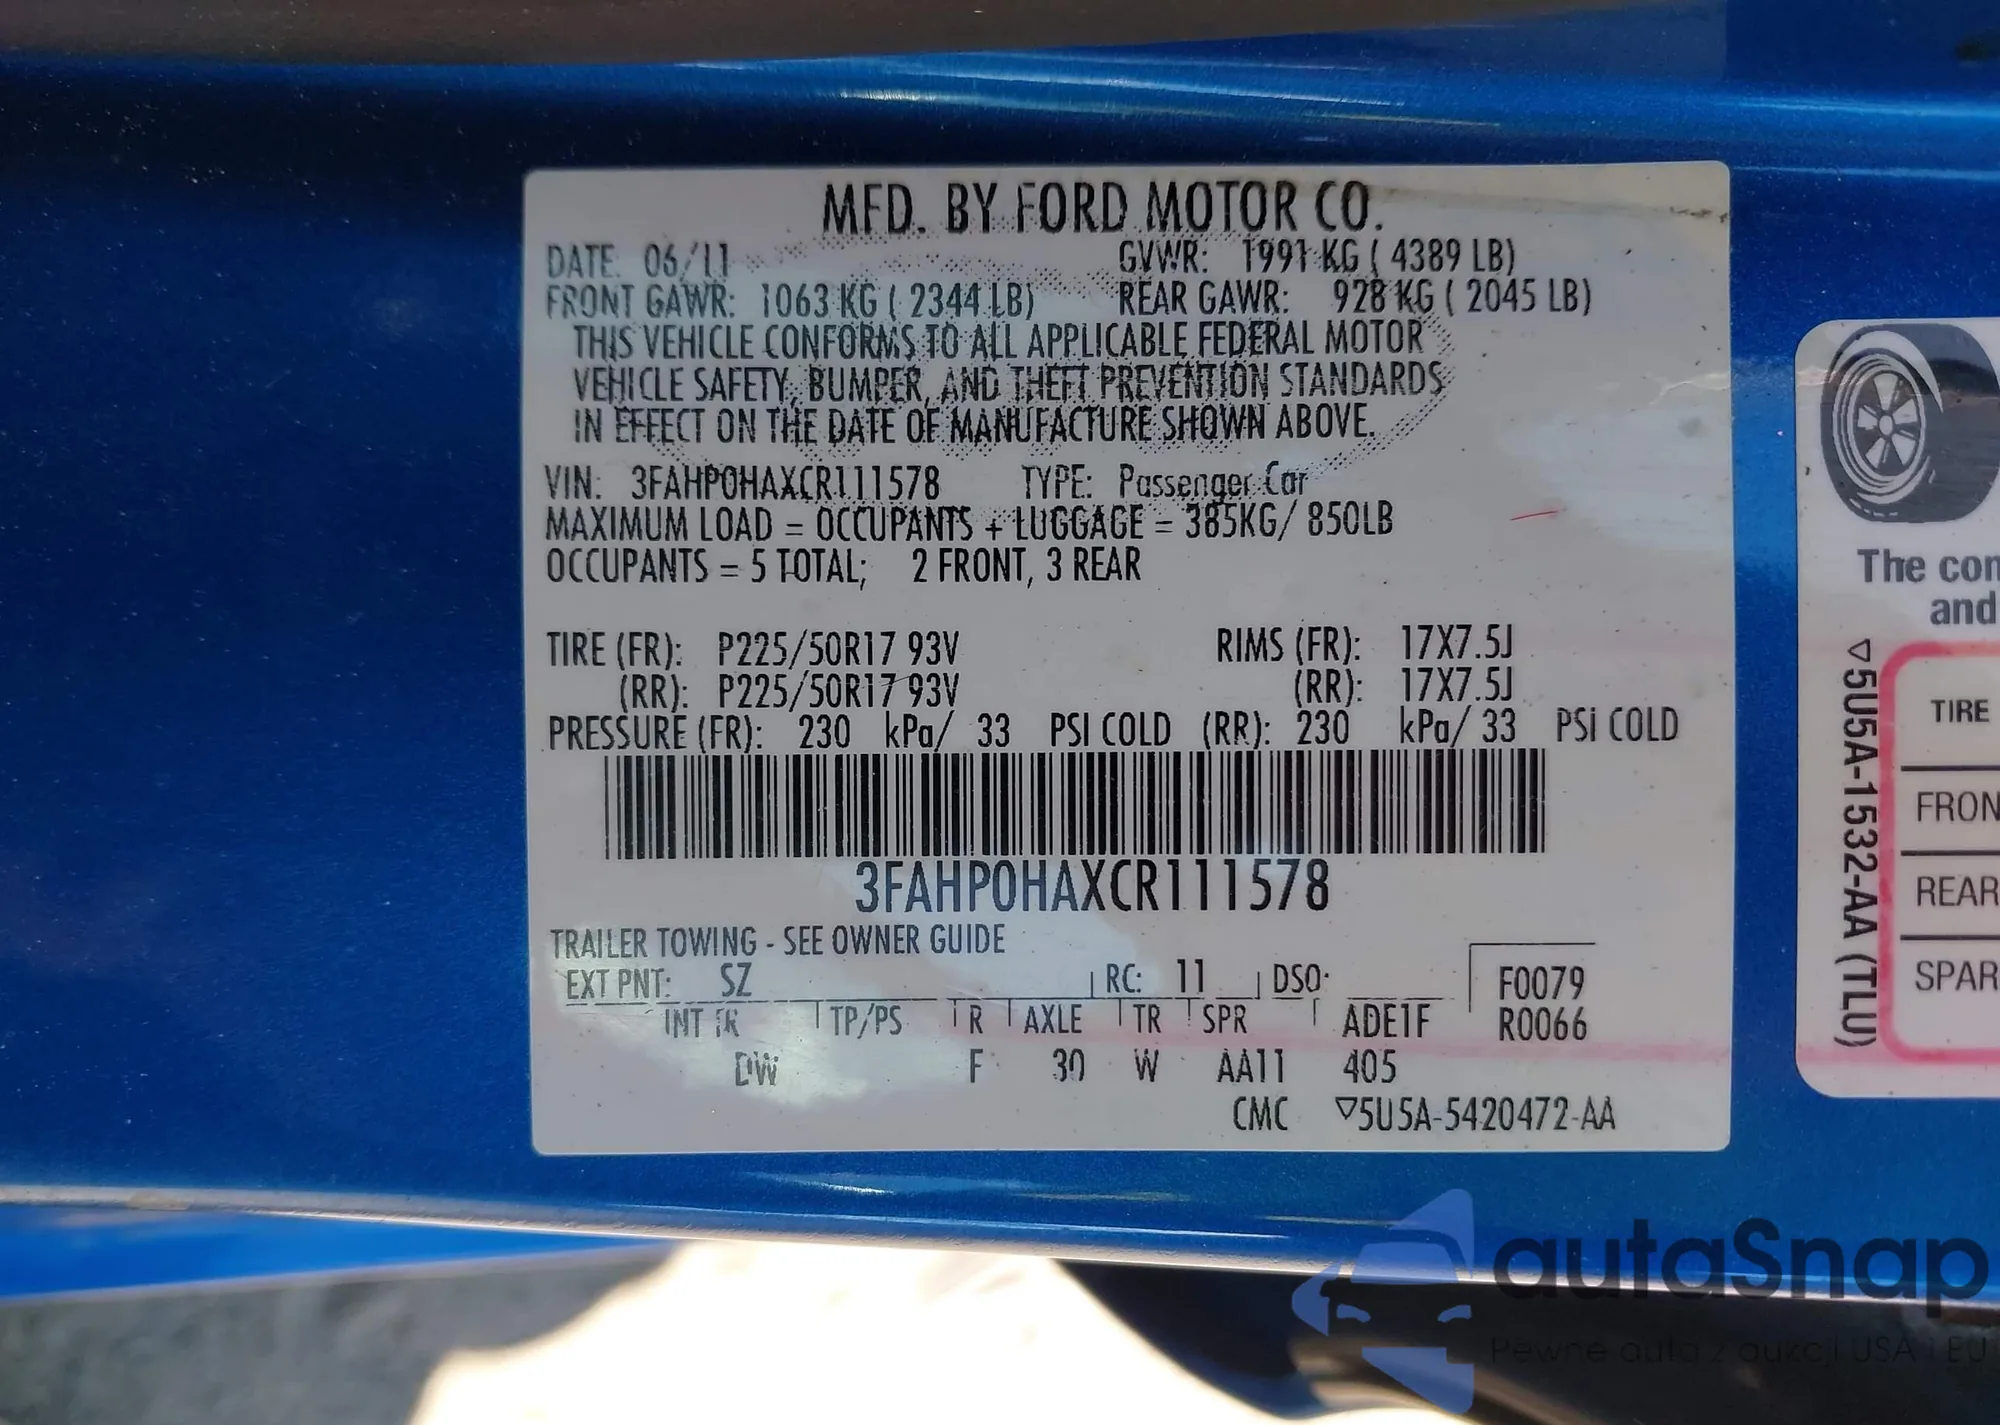 MFD. BY FORD MOTOR CO.
DATE: 06/11 GVWR: 1991 KG ( 4389 LB)
FRONT GAWR: 1063 KG ( 2344 LB) REAR GAWR: 928 KG ( 2045 LB)
THIS VEHICLE CONFORMS TO ALL APPLICABLE FEDERAL MOTOR
VEHICLE SAFETY, BUMPER, AND THEFT PREVENTION STANDARDS
IN EFFECT ON THE DATE OF MANUFACTURE SHOWN ABOVE.
VIN: 3FAHP0HAXCR111578 TYPE: Passenger Car
MAXIMUM LOAD = OCCUPANTS + LUGGAGE = 385KG/ 850LB
OCCUPANTS = 5 TOTAL; 2 FRONT, 3 REAR
TIRE (FR): P225/50R17 93V RIMS (FR): 17X7.5J
(RR): P225/50R17 93V (RR): 17X7.5J
PRESSURE (FR): 230 kPa/ 33 PSI COLD (RR): 230 kPa/ 33 PSI COLD
3FAHP0HAXCR111578
TRAILER TOWING - SEE OWNER GUIDE
EXT PNT: SZ RC: 11 DSO: F0079
INT TR TP/PS R AXLE TR SPR ADE1F R0066
DW F 30 W AA11 405
CMC ▽5U5A-5420472-AA
The con
and
▽5U5A-1532-AA (TLU)
TIRE
FRON
REAR
SPAR
autaSnap
Pewne auta z aukcji USA i EU